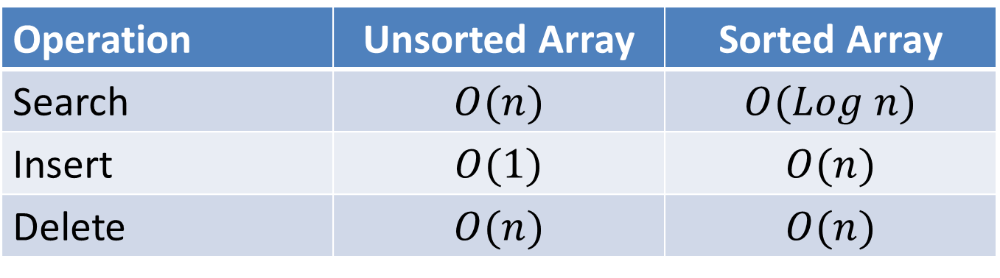 Operation Unsorted Array Sorted Array
Search O(n) O(Log n)
Insert O(1) O(n)
Delete O(n) O(n)